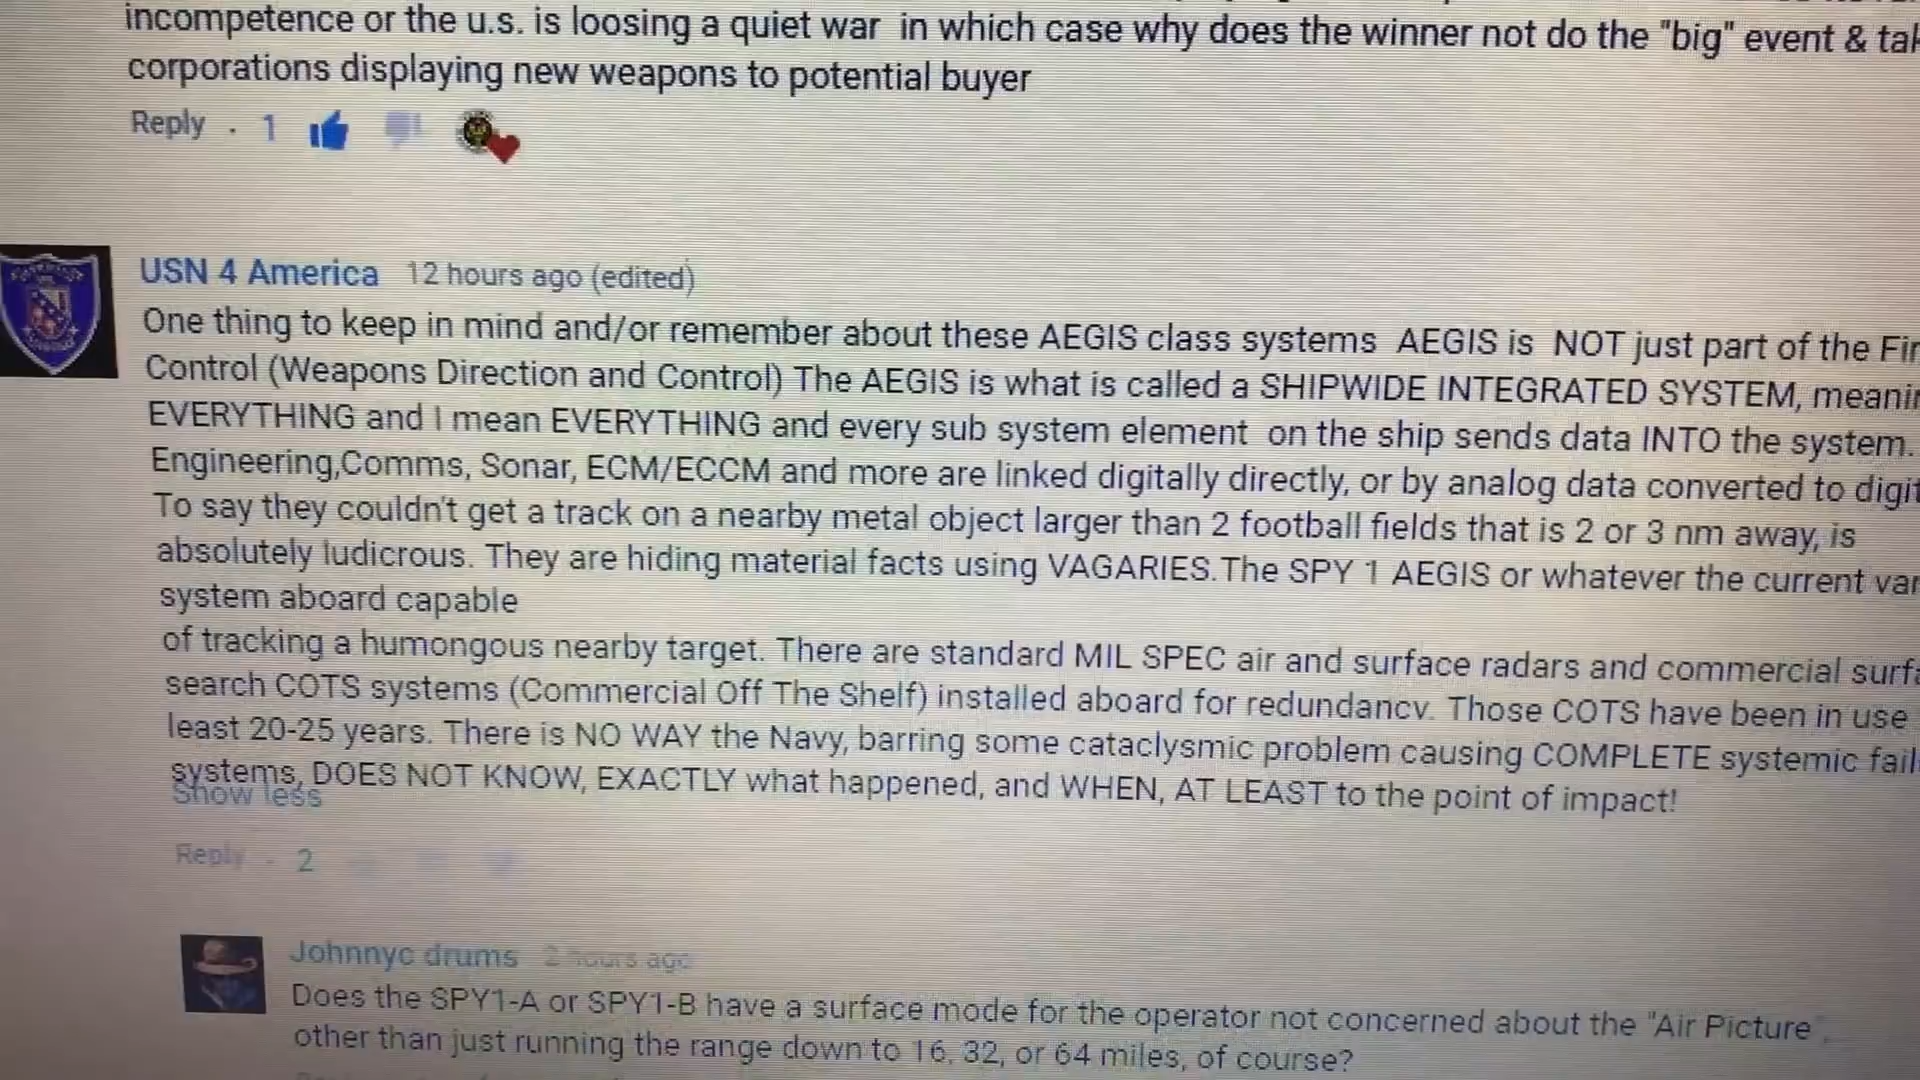 incompetence or the u.s. is loosing a quiet war in which case why does the winner not do the "big" event &
corporations displaying new weapons to potential buyer
Reply · 1
USN 4 America 12 hours ago (edited)
One thing to keep in mind and/or remember about these AEGIS class systems AEGIS is NOT just part of the
Control (Weapons Direction and Control) The AEGIS is what is called a SHIPWIDE INTEGRATED SYSTEM,
EVERYTHING and I mean EVERYTHING and every sub system element on the ship sends data INTO the system.
Engineering,Comms, Sonar, ECM/ECCM and more are linked digitally directly, or by analog data converted to
To say they couldn't get a track on a nearby metal object larger than 2 football fields that is 2 or 3 nm away, is
absolutely ludicrous. They are hiding material facts using VAGARIES.The SPY 1 AEGIS or whatever the current
system aboard capable
of tracking a humongous nearby target. There are standard MIL SPEC air and surface radars and commercial
search COTS systems (Commercial Off The Shelf) installed aboard for redundancy. Those COTS have been in use
least 20-25 years. There is NO WAY the Navy, barring some cataclysmic problem causing COMPLETE systemic
systems, DOES NOT KNOW, EXACTLY what happened, and WHEN, AT LEAST to the point of impact!
Show less
Reply · 2
Johnnyc drums 2 hours ago
Does the SPY1-A or SPY1-B have a surface mode for the operator not concerned about the "Air Picture",
other than just running the range down to 16, 32, or 64 miles, of course?